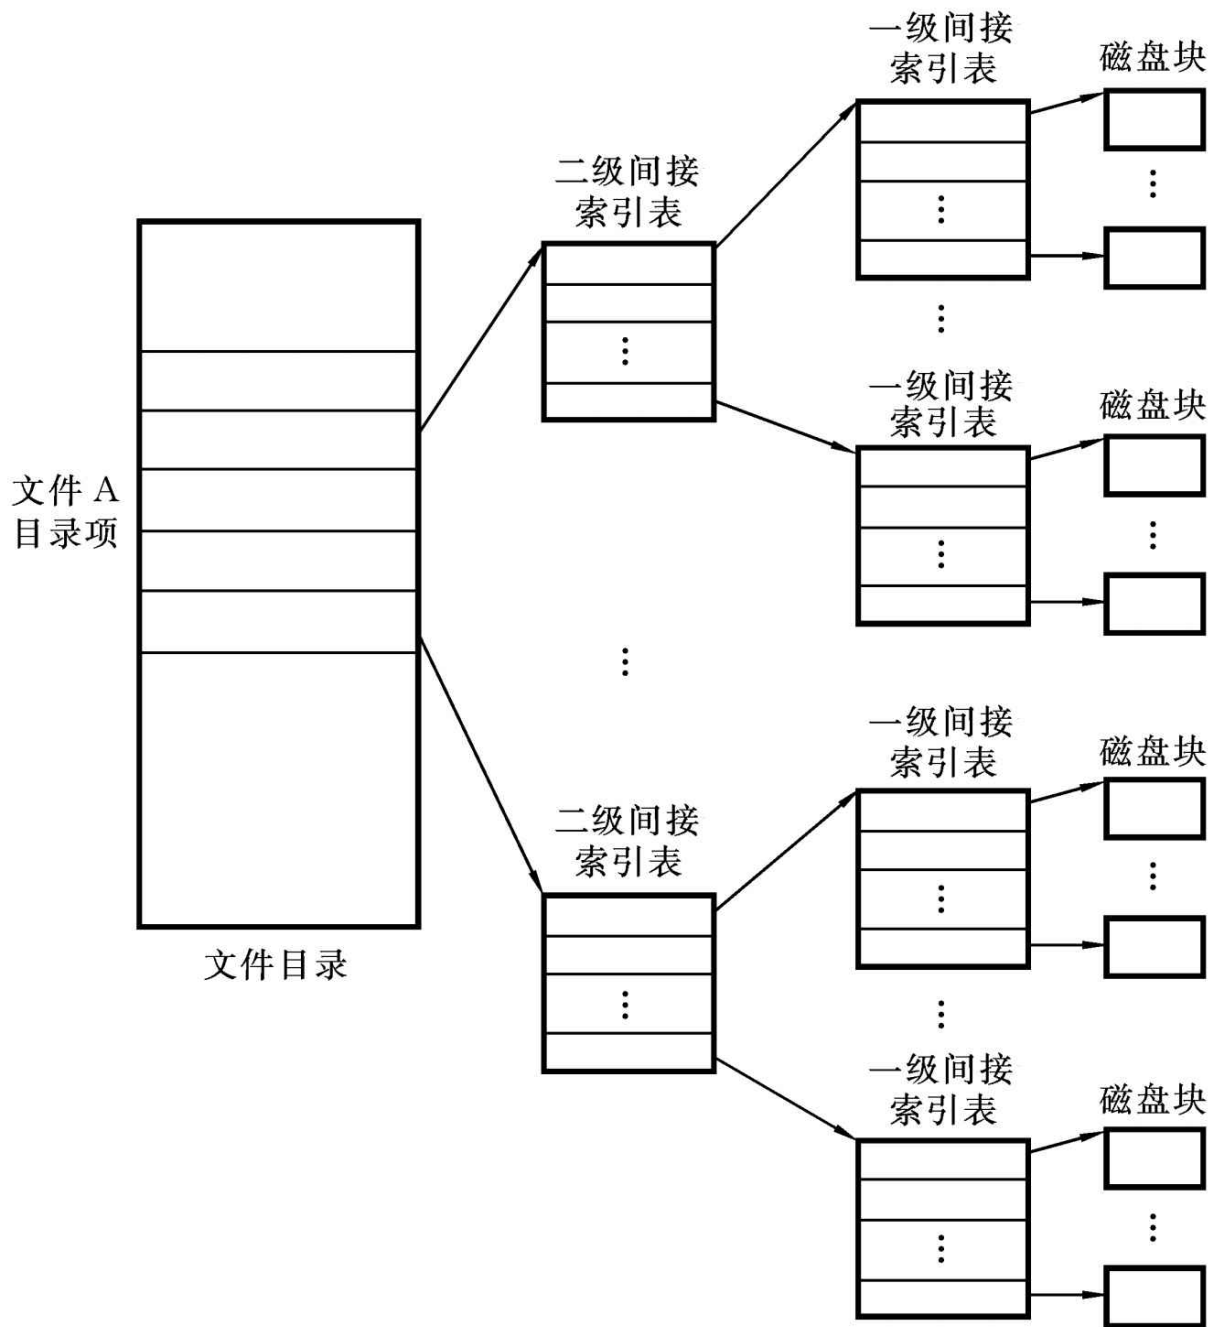 一级间接
索引表
磁盘块
二级间接
索引表
一级间接
索引表
磁盘块
文件 A
目录项
一级间接
索引表
磁盘块
二级间接
索引表
文件目录
一级间接
索引表
磁盘块